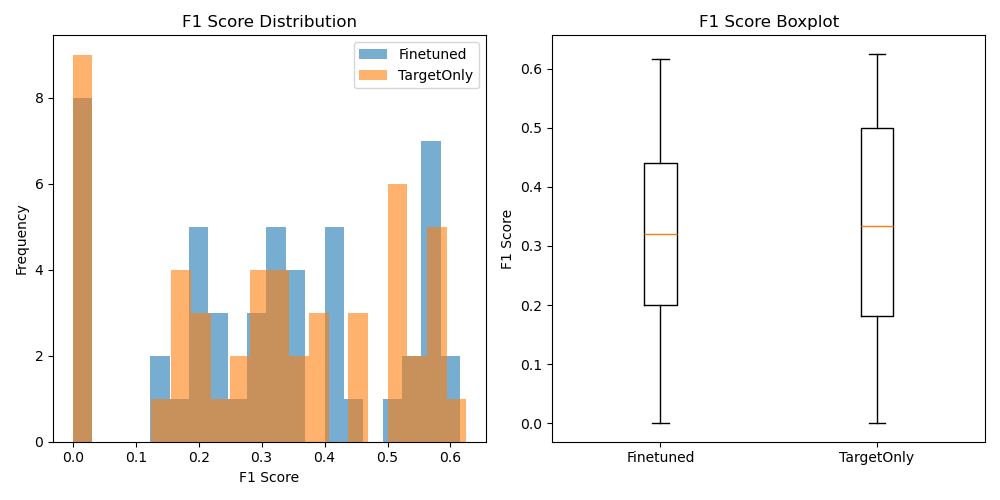 F1 Score Distribution
Finetuned
TargetOnly
8
6
4
2
0
Frequency
0.0 0.1 0.2 0.3 0.4 0.5 0.6
F1 Score
F1 Score Boxplot
0.6
0.5
0.4
0.3
0.2
0.1
0.0
F1 Score
Finetuned TargetOnly